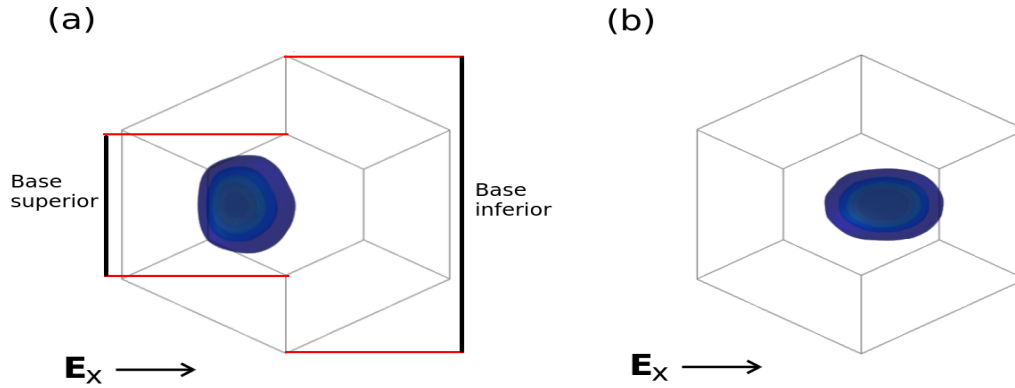 (a)
(b)
Base
superior
Base
inferior
Ex
Ex